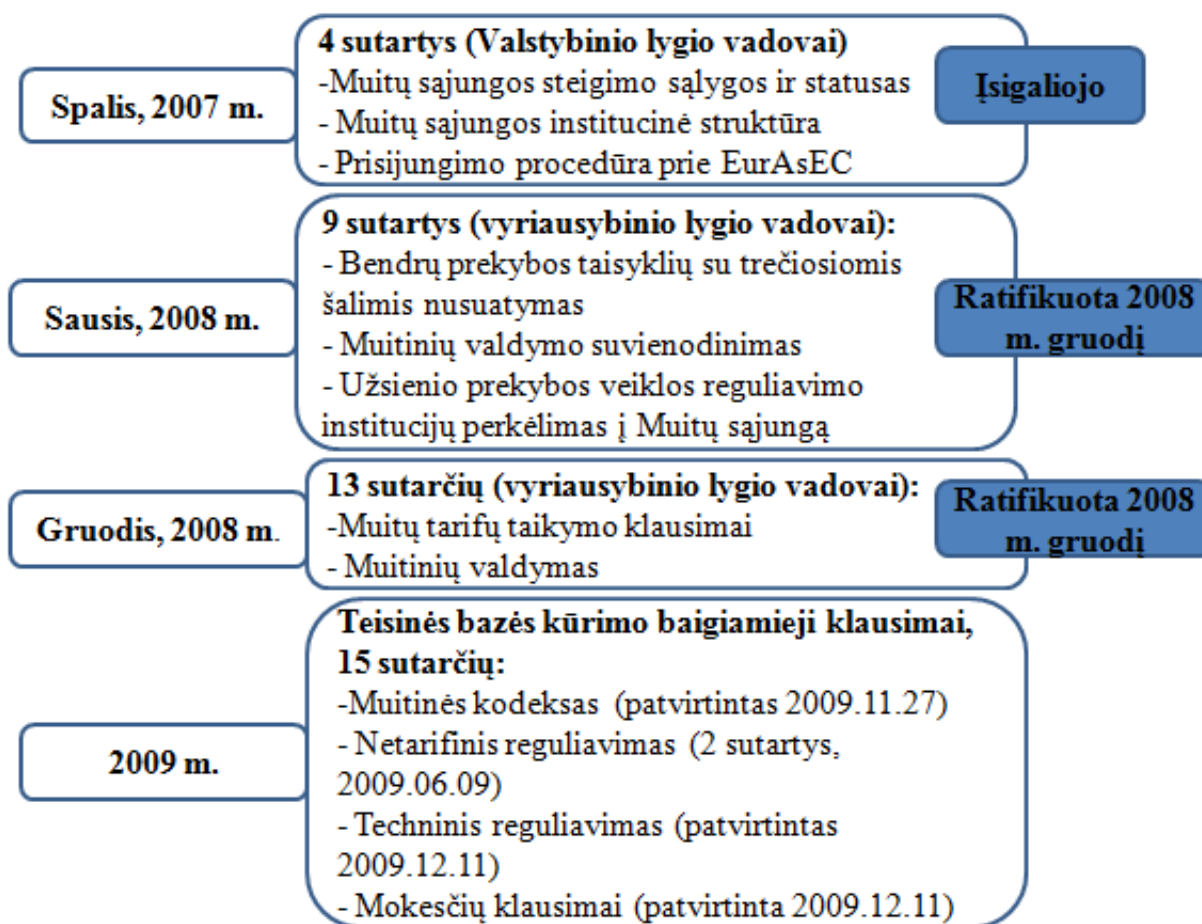 Spalis, 2007 m.
4 sutartys (Valstybinio lygio vadovai)
-Muitų sąjungos steigimo sąlygos ir statusas
- Muitų sąjungos institucinė struktūra
- Prisijungimo procedūra prie EurAsEC
Įsigaliojo
Sausis, 2008 m.
9 sutartys (vyriausybinio lygio vadovai):
- Bendrų prekybos taisyklių su trečiosiomis
šalimis nusuatymas
- Muitinių valdymo suvienodinimas
- Užsienio prekybos veiklos reguliavimo
institucijų perkėlimas į Muitų sąjungą
Ratifikuota 2008
m. gruodį
Gruodis, 2008 m.
13 sutarčių (vyriausybinio lygio vadovai):
-Muitų tarifų taikymo klausimai
- Muitinių valdymas
Ratifikuota 2008
m. gruodį
2009 m.
Teisinės bazės kūrimo baigiamieji klausimai,
15 sutarčių:
-Muitinės kodeksas (patvirtintas 2009.11.27)
- Netarifinis reguliavimas (2 sutartys,
2009.06.09)
- Techninis reguliavimas (patvirtintas
2009.12.11)
- Mokesčių klausimai (patvirtinta 2009.12.11)